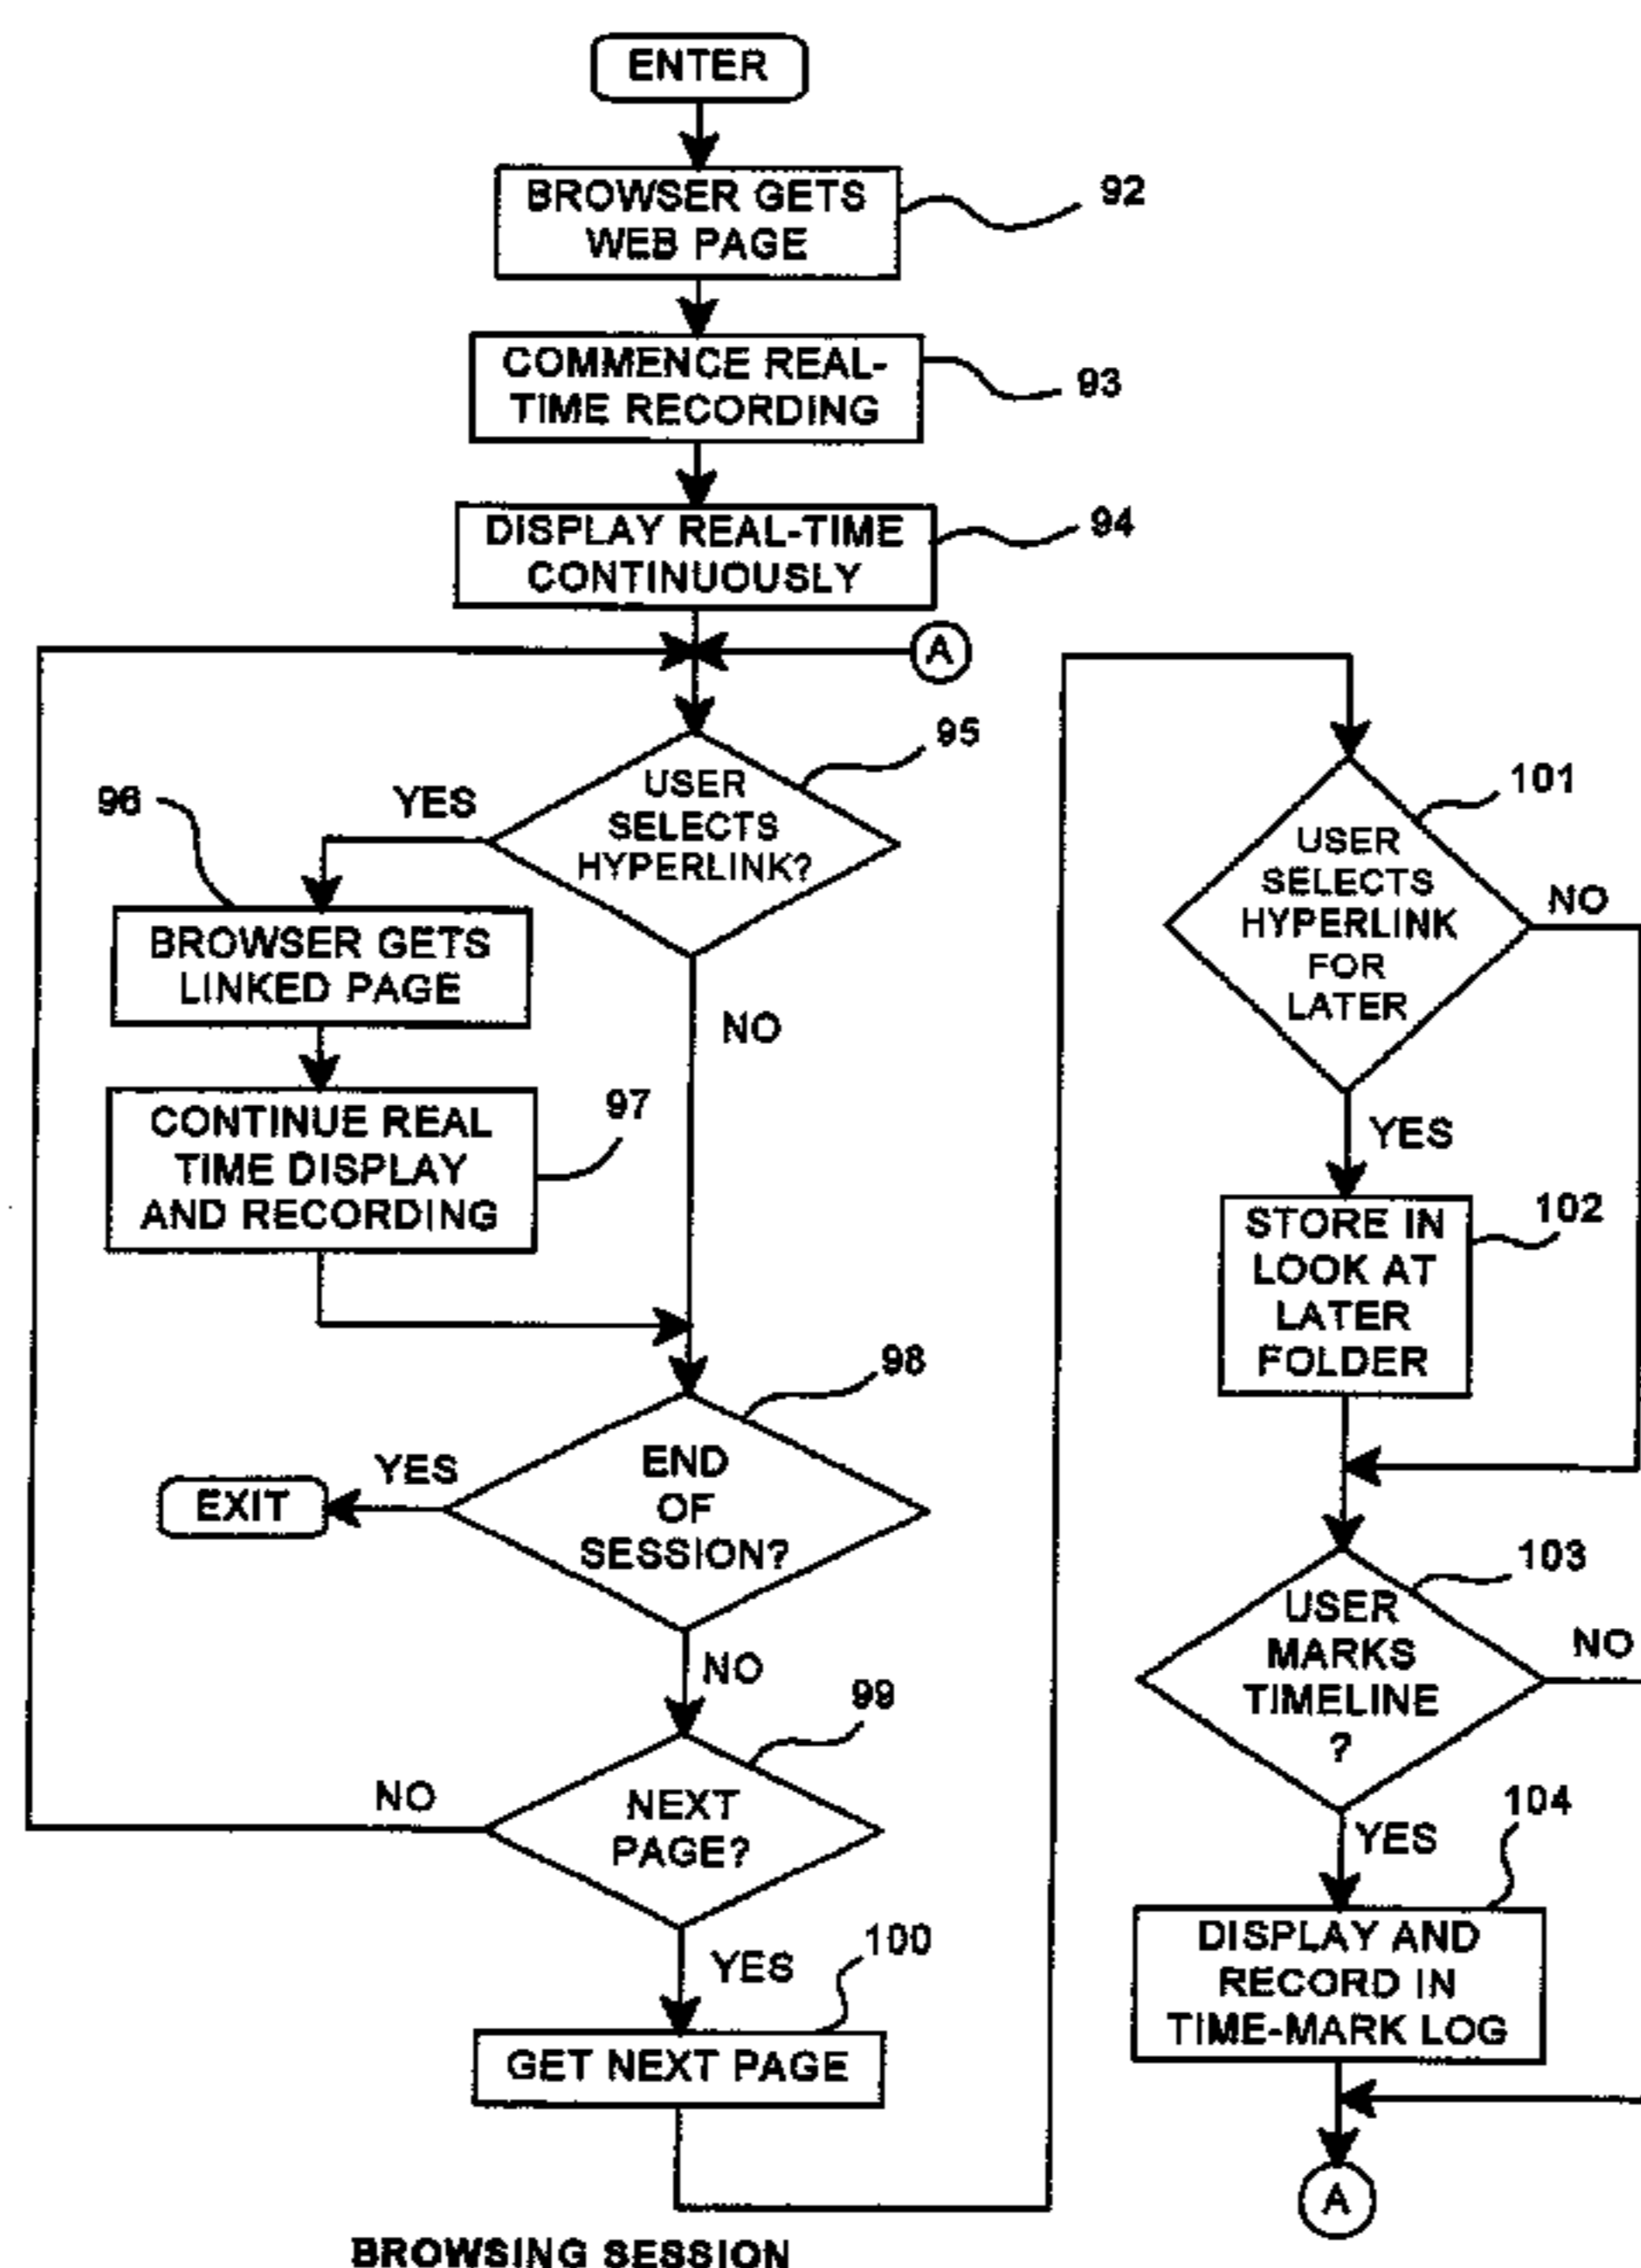 ENTER
BROWSER GETS
WEB PAGE
92
COMMENCE REAL-
TIME RECORDING
93
DISPLAY REAL-TIME
CONTINUOUSLY
94
A
95
USER
SELECTS
HYPERLINK?
YES
NO
96
BROWSER GETS
LINKED PAGE
CONTINUE REAL
TIME DISPLAY
AND RECORDING
97
98
END
OF
SESSION?
YES
EXIT
NO
99
NEXT
PAGE?
NO
YES
100
GET NEXT PAGE
101
USER
SELECTS
HYPERLINK
FOR
LATER
NO
YES
STORE IN
LOOK AT
LATER
FOLDER
102
103
USER
MARKS
TIMELINE
?
NO
YES
104
DISPLAY AND
RECORD IN
TIME-MARK LOG
A
BROWSING SESSION